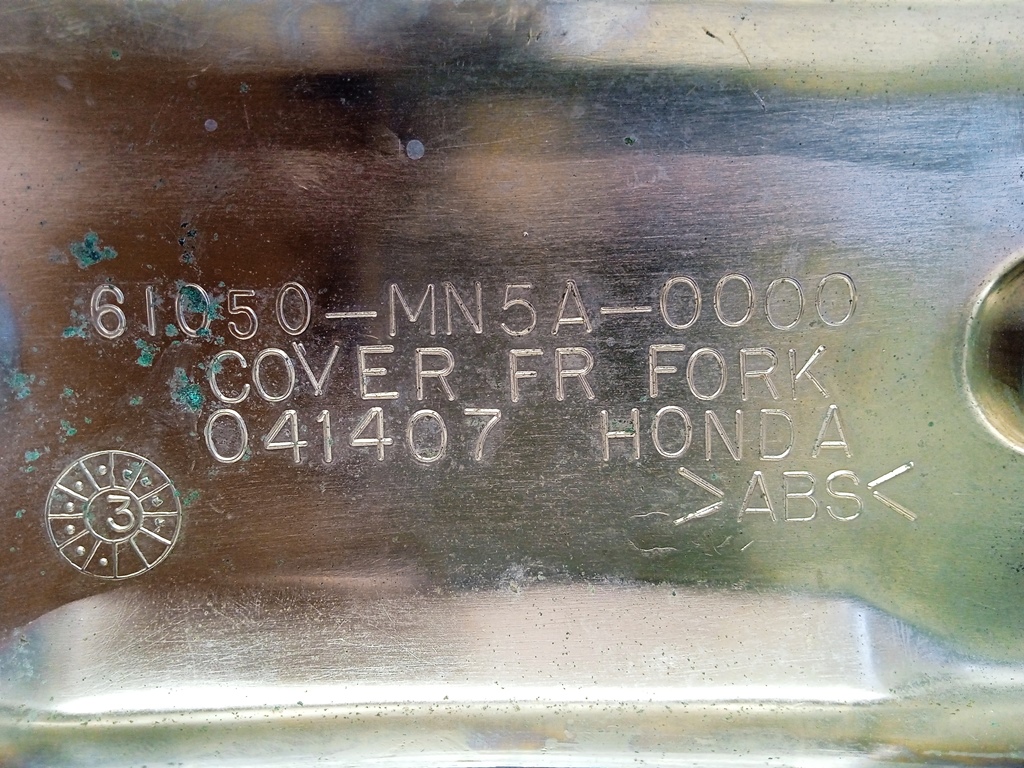 61050-MN5A-0000
COVER FR FORK
041407 HONDA
>ABS<
3